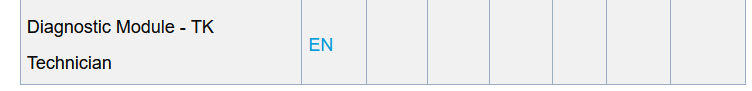 Diagnostic Module - TK
Technician
EN